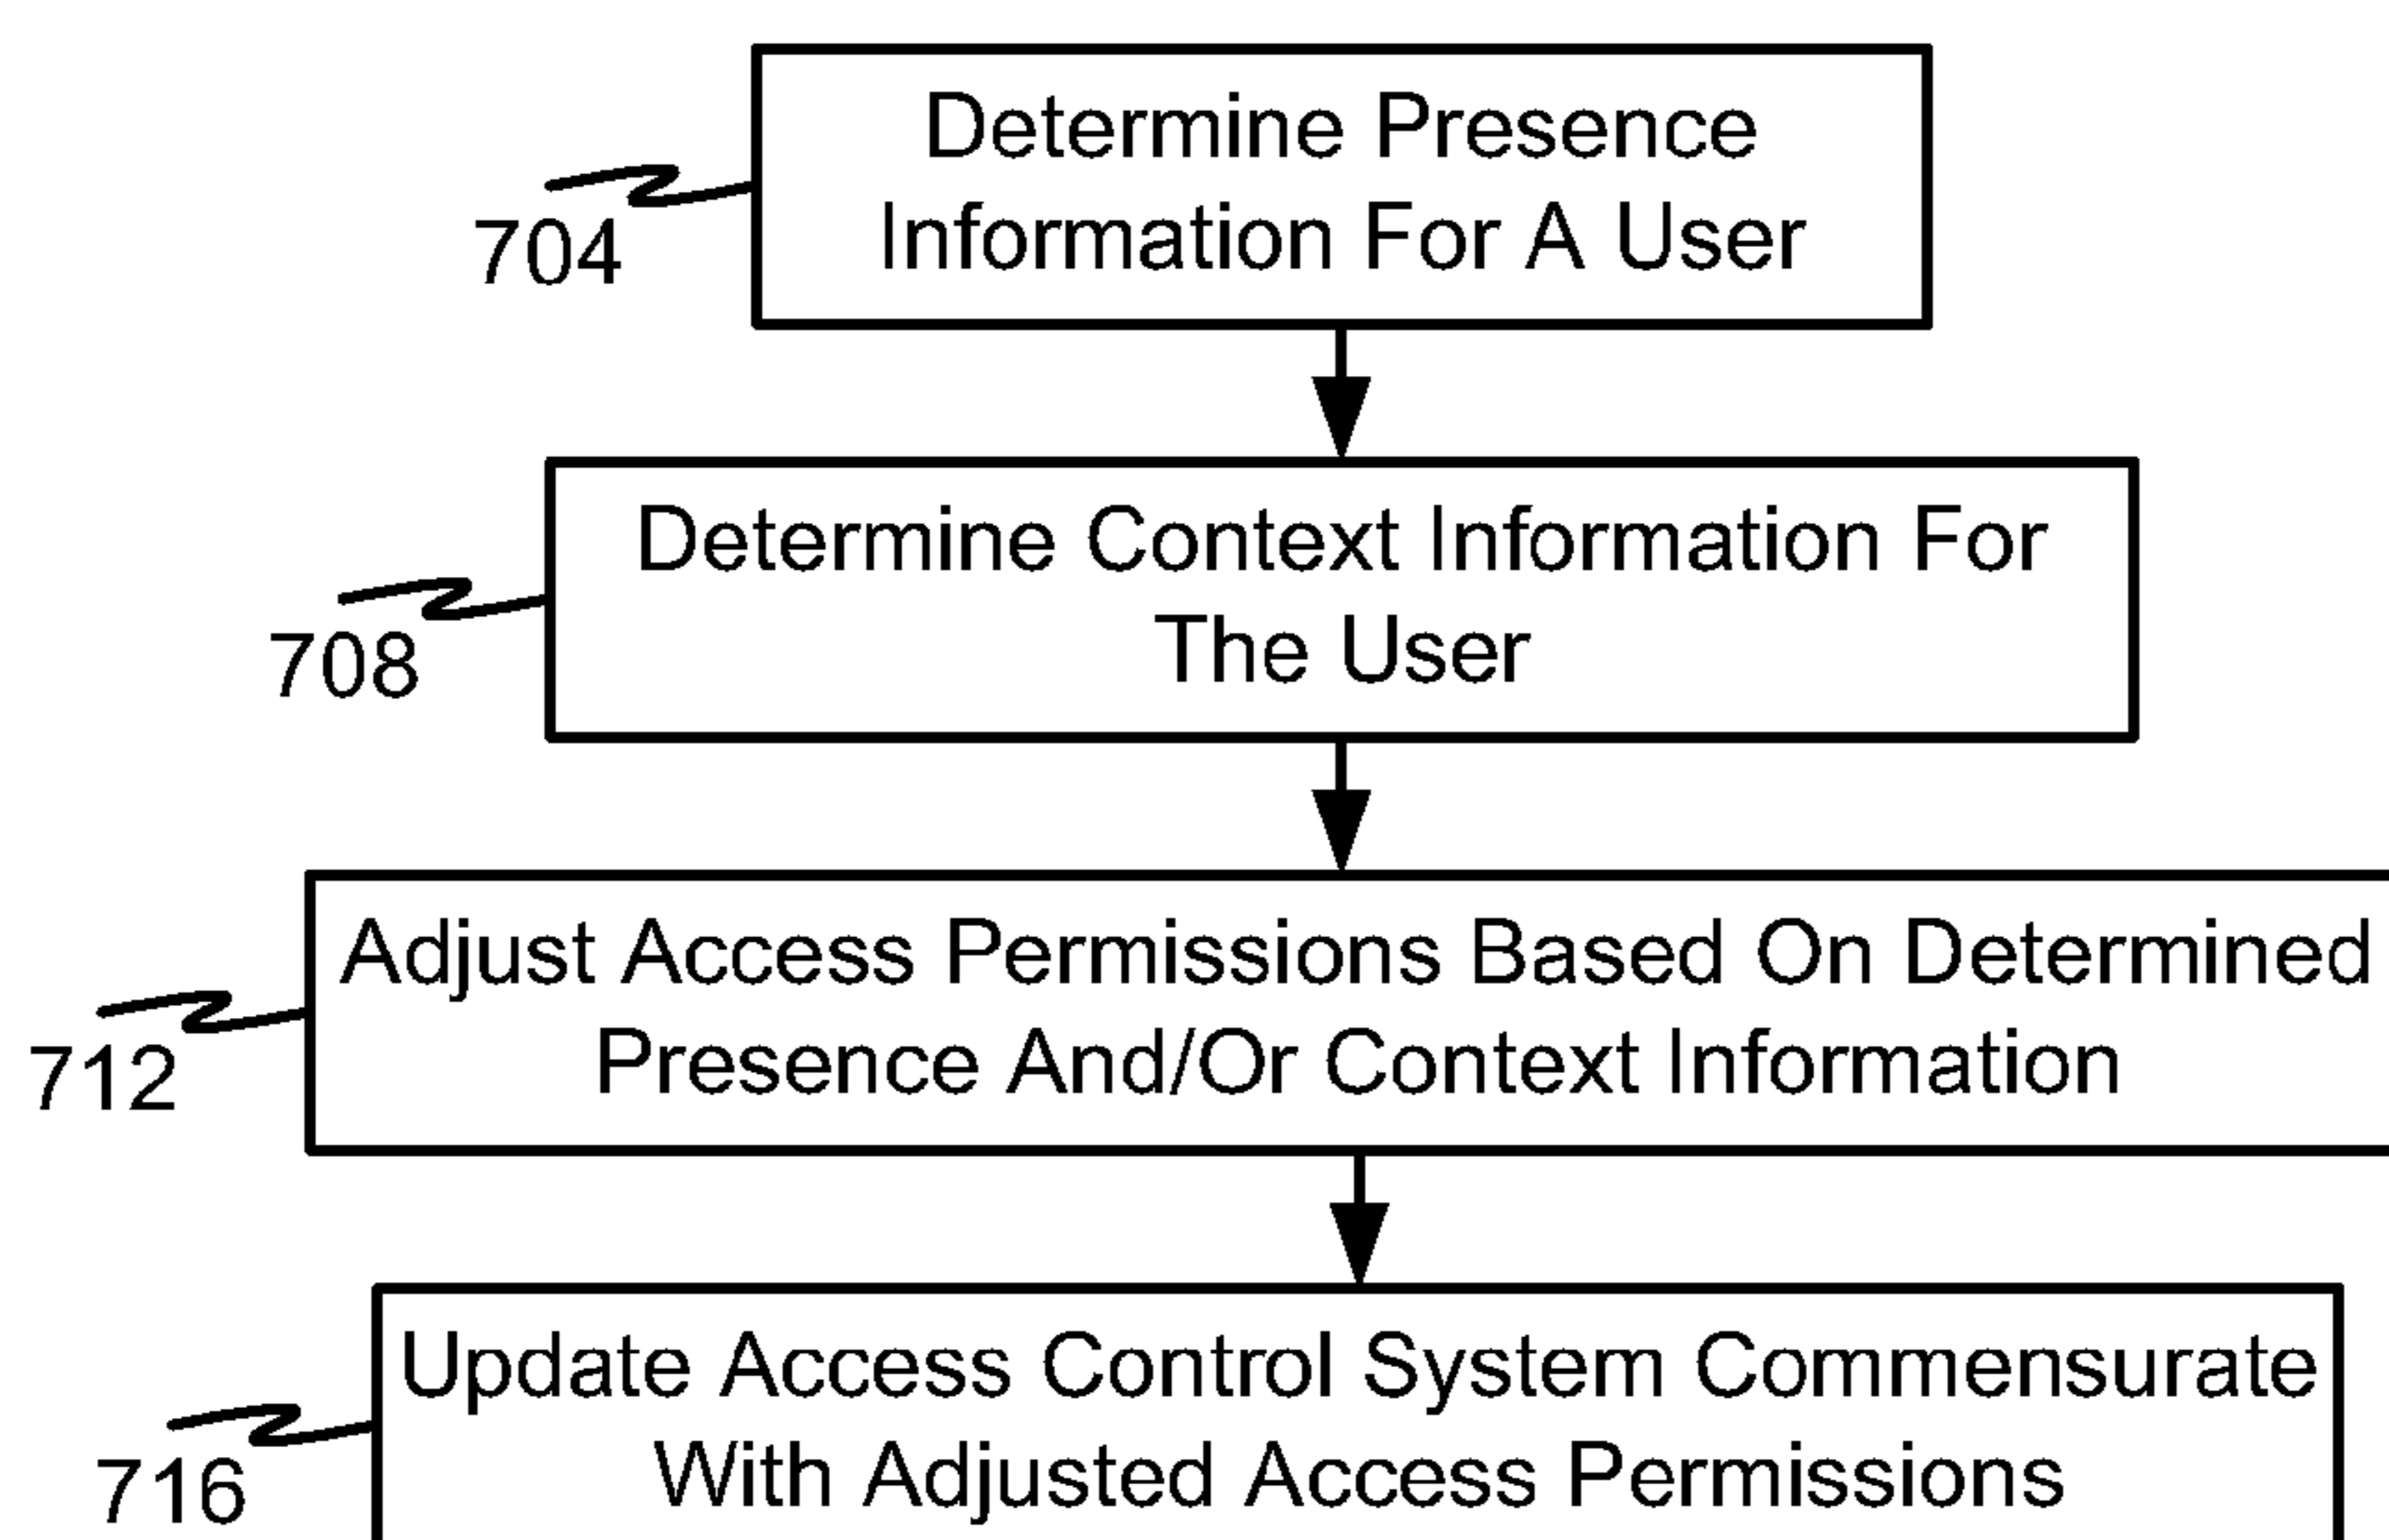 Determine Presence
Information For A User
704
Determine Context Information For
The User
708
Adjust Access Permissions Based On Determined
Presence And/Or Context Information
712
Update Access Control System Commensurate
With Adjusted Access Permissions
716